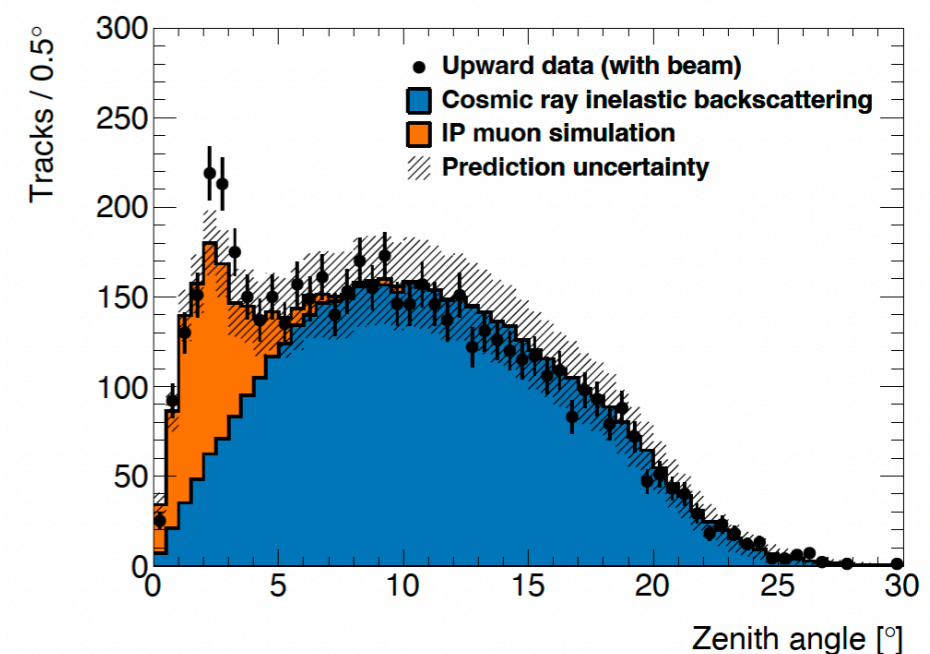 Tracks / 0.5°
300
250
200
150
100
50
0
Upward data (with beam)
Cosmic ray inelastic backscattering
IP muon simulation
Prediction uncertainty
0 5 10 15 20 25 30
Zenith angle [°]